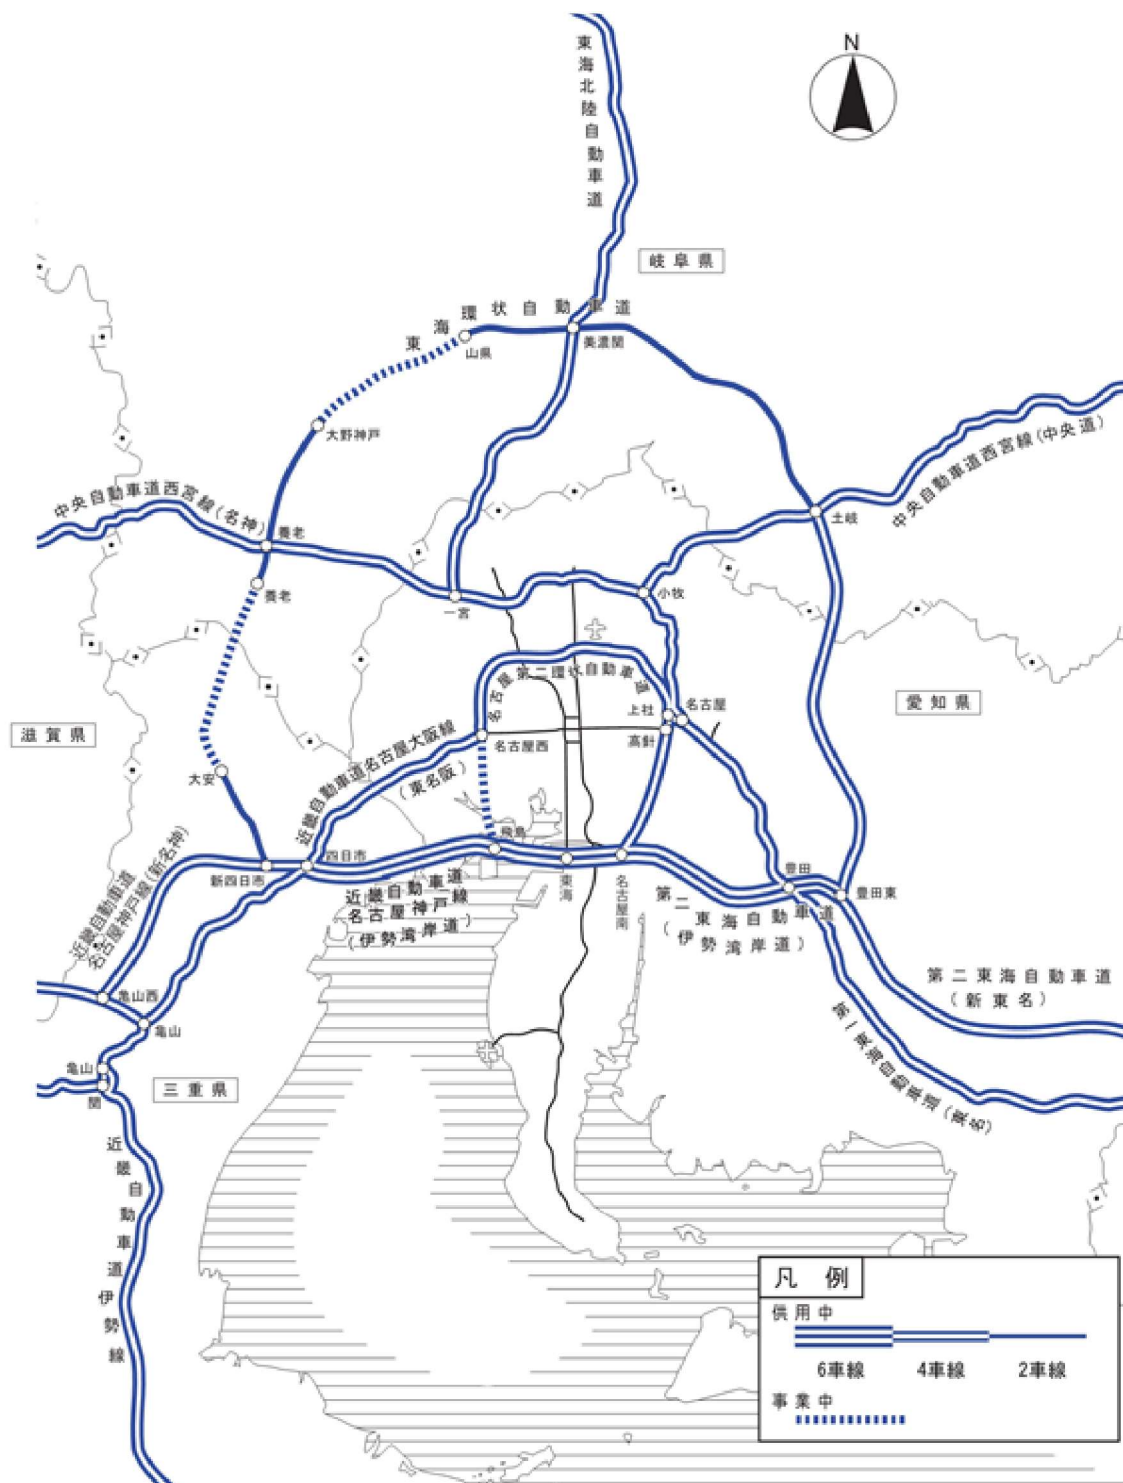 N
東海北陸自動車道
岐阜県
東海環状自動車道
山県
美濃関
大野神戸
中央自動車道西宮線(名神)
中央自動車道西宮線(中央道)
養老
土岐
養老
一宮
小牧
名古屋第二環状自動車道
愛知県
滋賀県
上社
名古屋
高針
名古屋西
近畿自動車道名古屋大阪線
(東名阪)
大安
飛島
四日市
新四日市
東海
名古屋南
豊田
豊田東
近畿自動車道
名古屋神戸線(新名神)
近畿自動車道
名古屋神戸線
(伊勢湾岸道)
第二東海自動車道
(伊勢湾岸道)
第二東海自動車道
(新東名)
第一東海自動車道(東名)
亀山西
亀山
亀山
関
三重県
近畿自動車道伊勢線
凡例
供用中
6車線 4車線 2車線
事業中